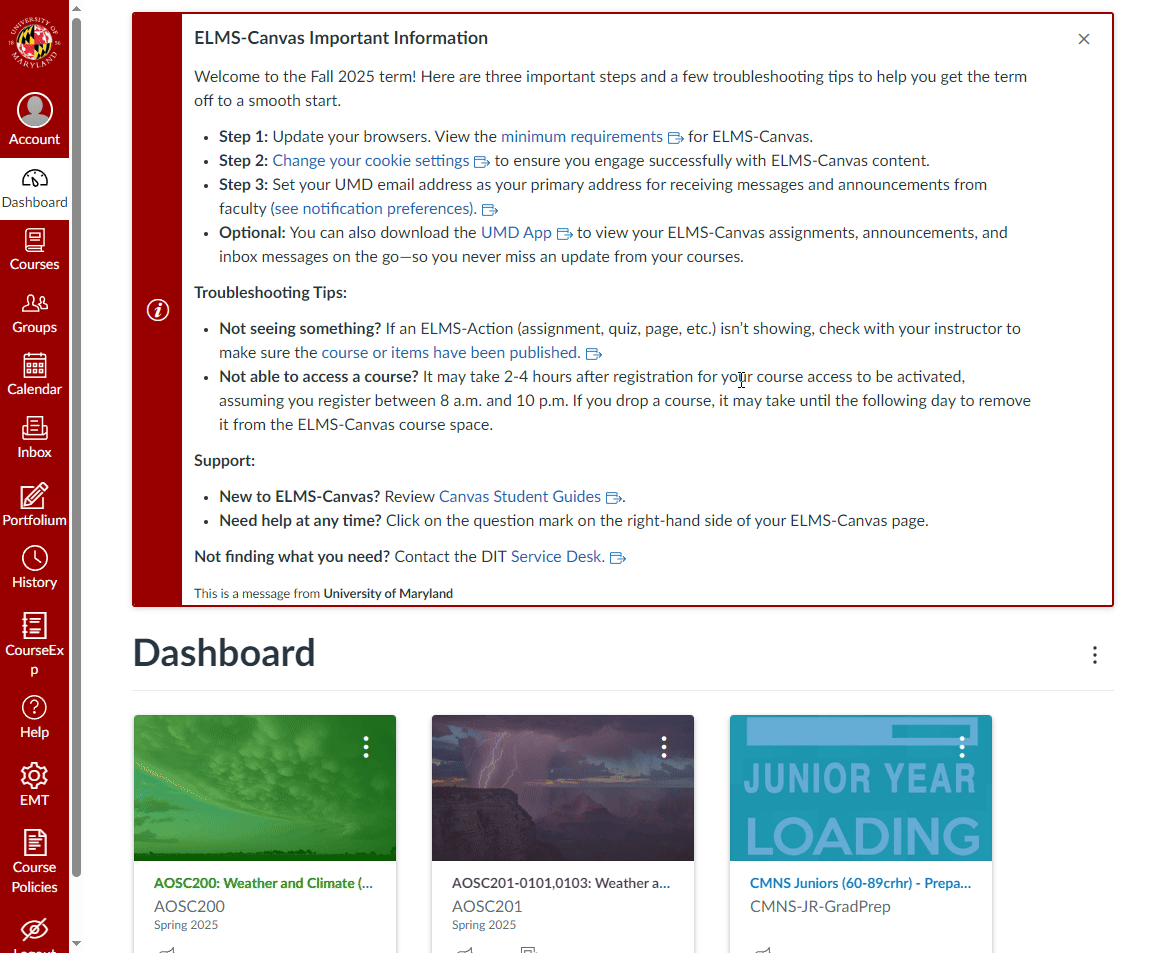 UNIVERSITY OF
MARYLAND
18 56
Account
Dashboard
Courses
Groups
Calendar
Inbox
Portfolium
History
CourseEx
p
Help
EMT
Course
Policies
ELMS-Canvas Important Information
Welcome to the Fall 2025 term! Here are three important steps and a few troubleshooting tips to help you get the term
off to a smooth start.
• Step 1: Update your browsers. View the minimum requirements for ELMS-Canvas.
• Step 2: Change your cookie settings to ensure you engage successfully with ELMS-Canvas content.
• Step 3: Set your UMD email address as your primary address for receiving messages and announcements from
faculty (see notification preferences).
• Optional: You can also download the UMD App to view your ELMS-Canvas assignments, announcements, and
inbox messages on the go—so you never miss an update from your courses.
Troubleshooting Tips:
• Not seeing something? If an ELMS-Action (assignment, quiz, page, etc.) isn’t showing, check with your instructor to
make sure the course or items have been published.
• Not able to access a course? It may take 2-4 hours after registration for your course access to be activated,
assuming you register between 8 a.m. and 10 p.m. If you drop a course, it may take until the following day to remove
it from the ELMS-Canvas course space.
Support:
• New to ELMS-Canvas? Review Canvas Student Guides .
• Need help at any time? Click on the question mark on the right-hand side of your ELMS-Canvas page.
Not finding what you need? Contact the DIT Service Desk.
This is a message from University of Maryland
Dashboard
AOSC200: Weather and Climate (...
AOSC200
Spring 2025
AOSC201-0101,0103: Weather a...
AOSC201
Spring 2025
JUNIOR YEAR
LOADING
CMNS Juniors (60-89crhr) - Prepa...
CMNS-JR-GradPrep